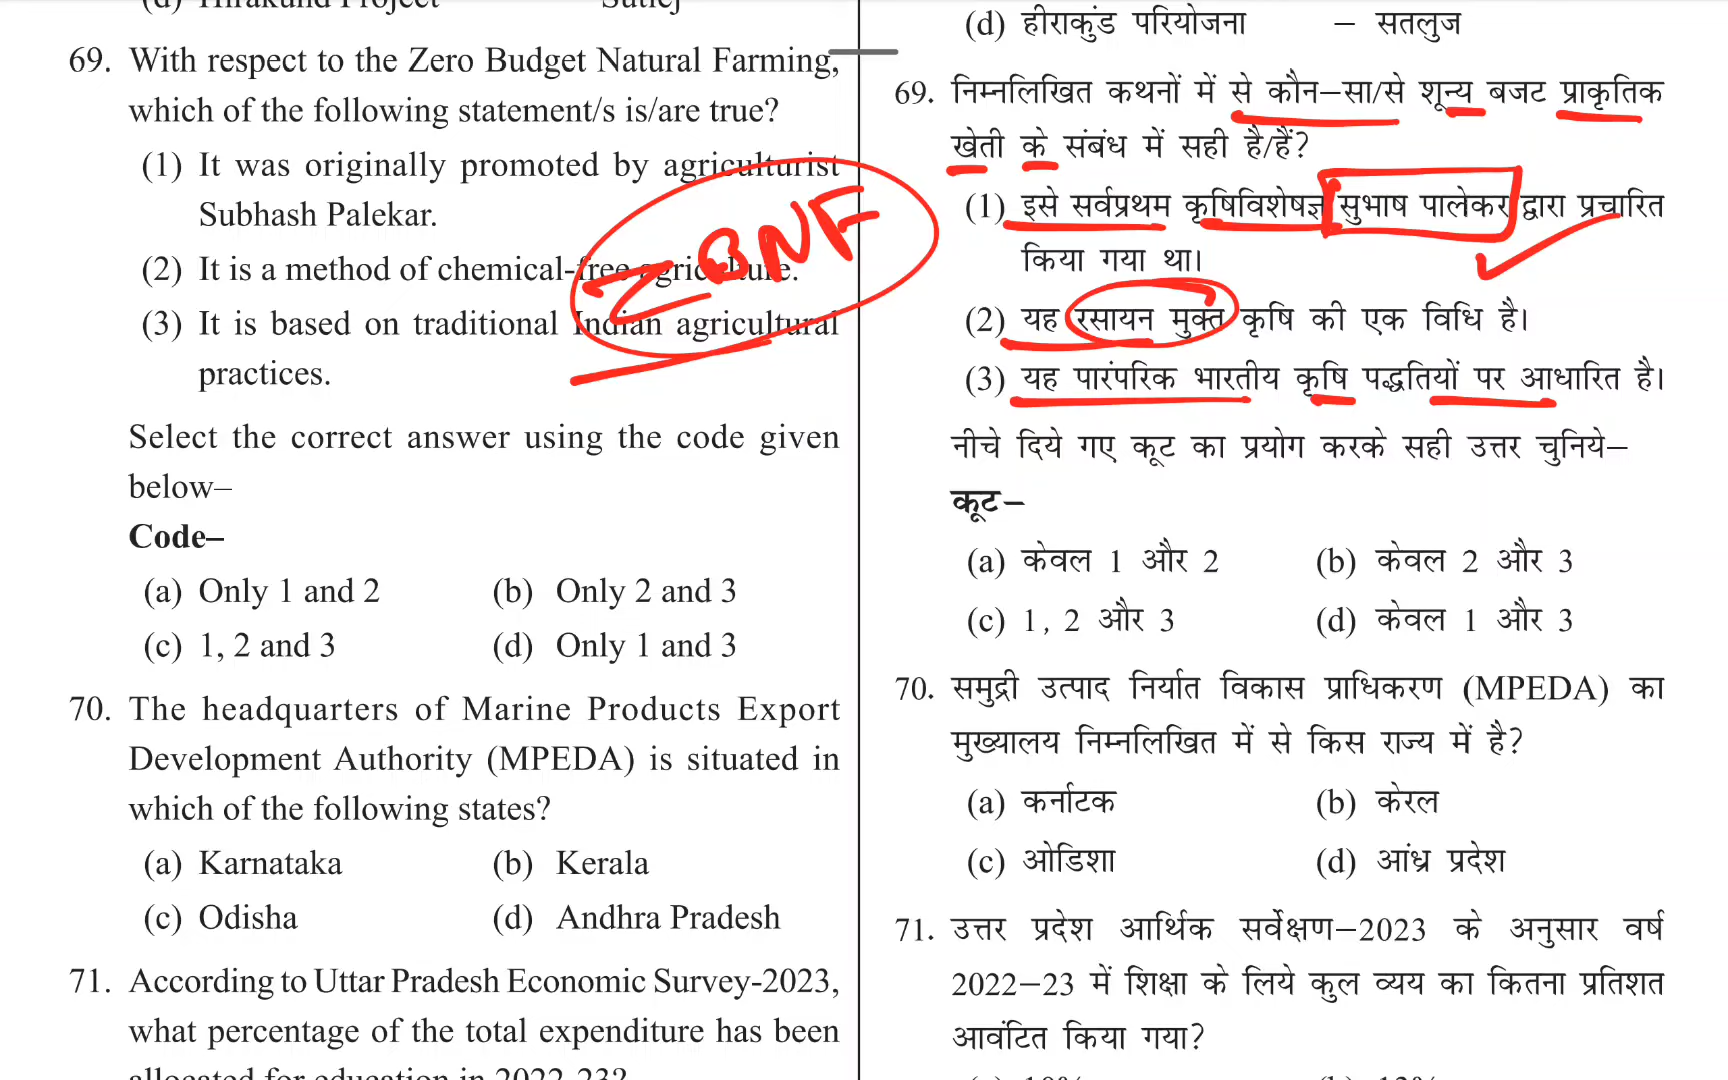 69. With respect to the Zero Budget Natural Farming,
which of the following statement/s is/are true?
(1) It was originally promoted by agriculturist
Subhash Palekar.
(2) It is a method of chemical-free agriculture.
(3) It is based on traditional Indian agricultural
practices.
ZBNF
Select the correct answer using the code given
below–
Code–
(a) Only 1 and 2 (b) Only 2 and 3
(c) 1, 2 and 3 (d) Only 1 and 3
70. The headquarters of Marine Products Export
Development Authority (MPEDA) is situated in
which of the following states?
(a) Karnataka (b) Kerala
(c) Odisha (d) Andhra Pradesh
71. According to Uttar Pradesh Economic Survey-2023,
what percentage of the total expenditure has been
allocated for education in 2022-23?
(d) हीराकुंड परियोजना – सतलुज
69. निम्नलिखित कथनों में से कौन–सा/से शून्य बजट प्राकृतिक
खेती के संबंध में सही है/हैं?
(1) इसे सर्वप्रथम कृषिविशेषज्ञ सुभाष पालेकर द्वारा प्रचारित
किया गया था।
(2) यह रसायन मुक्त कृषि की एक विधि है।
(3) यह पारंपरिक भारतीय कृषि पद्धतियों पर आधारित है।
नीचे दिये गए कूट का प्रयोग करके सही उत्तर चुनिये–
कूट–
(a) केवल 1 और 2 (b) केवल 2 और 3
(c) 1, 2 और 3 (d) केवल 1 और 3
70. समुद्री उत्पाद निर्यात विकास प्राधिकरण (MPEDA) का
मुख्यालय निम्नलिखित में से किस राज्य में है?
(a) कर्नाटक (b) केरल
(c) ओडिशा (d) आंध्र प्रदेश
71. उत्तर प्रदेश आर्थिक सर्वेक्षण–2023 के अनुसार वर्ष
2022–23 में शिक्षा के लिये कुल व्यय का कितना प्रतिशत
आवंटित किया गया?